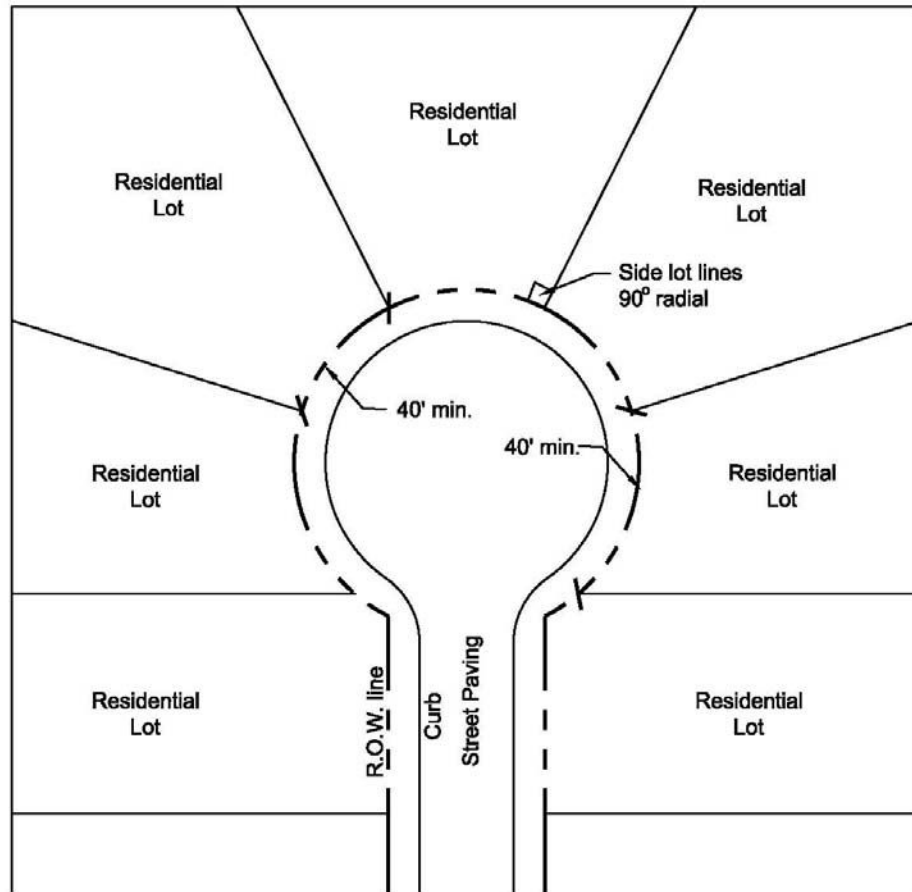 Residential
Lot
Residential
Lot
Residential
Lot
Side lot lines
90° radial
40' min.
40' min.
Residential
Lot
Residential
Lot
Residential
Lot
R.O.W. line
Curb
Street Paving
Residential
Lot